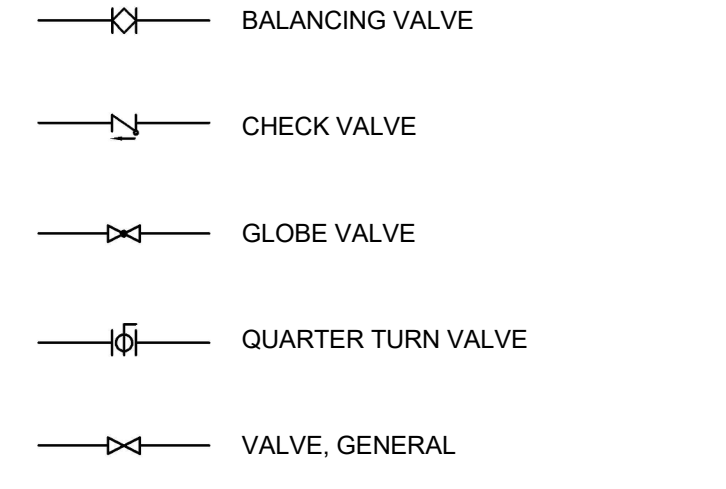 BALANCING VALVE
CHECK VALVE
GLOBE VALVE
QUARTER TURN VALVE
VALVE, GENERAL